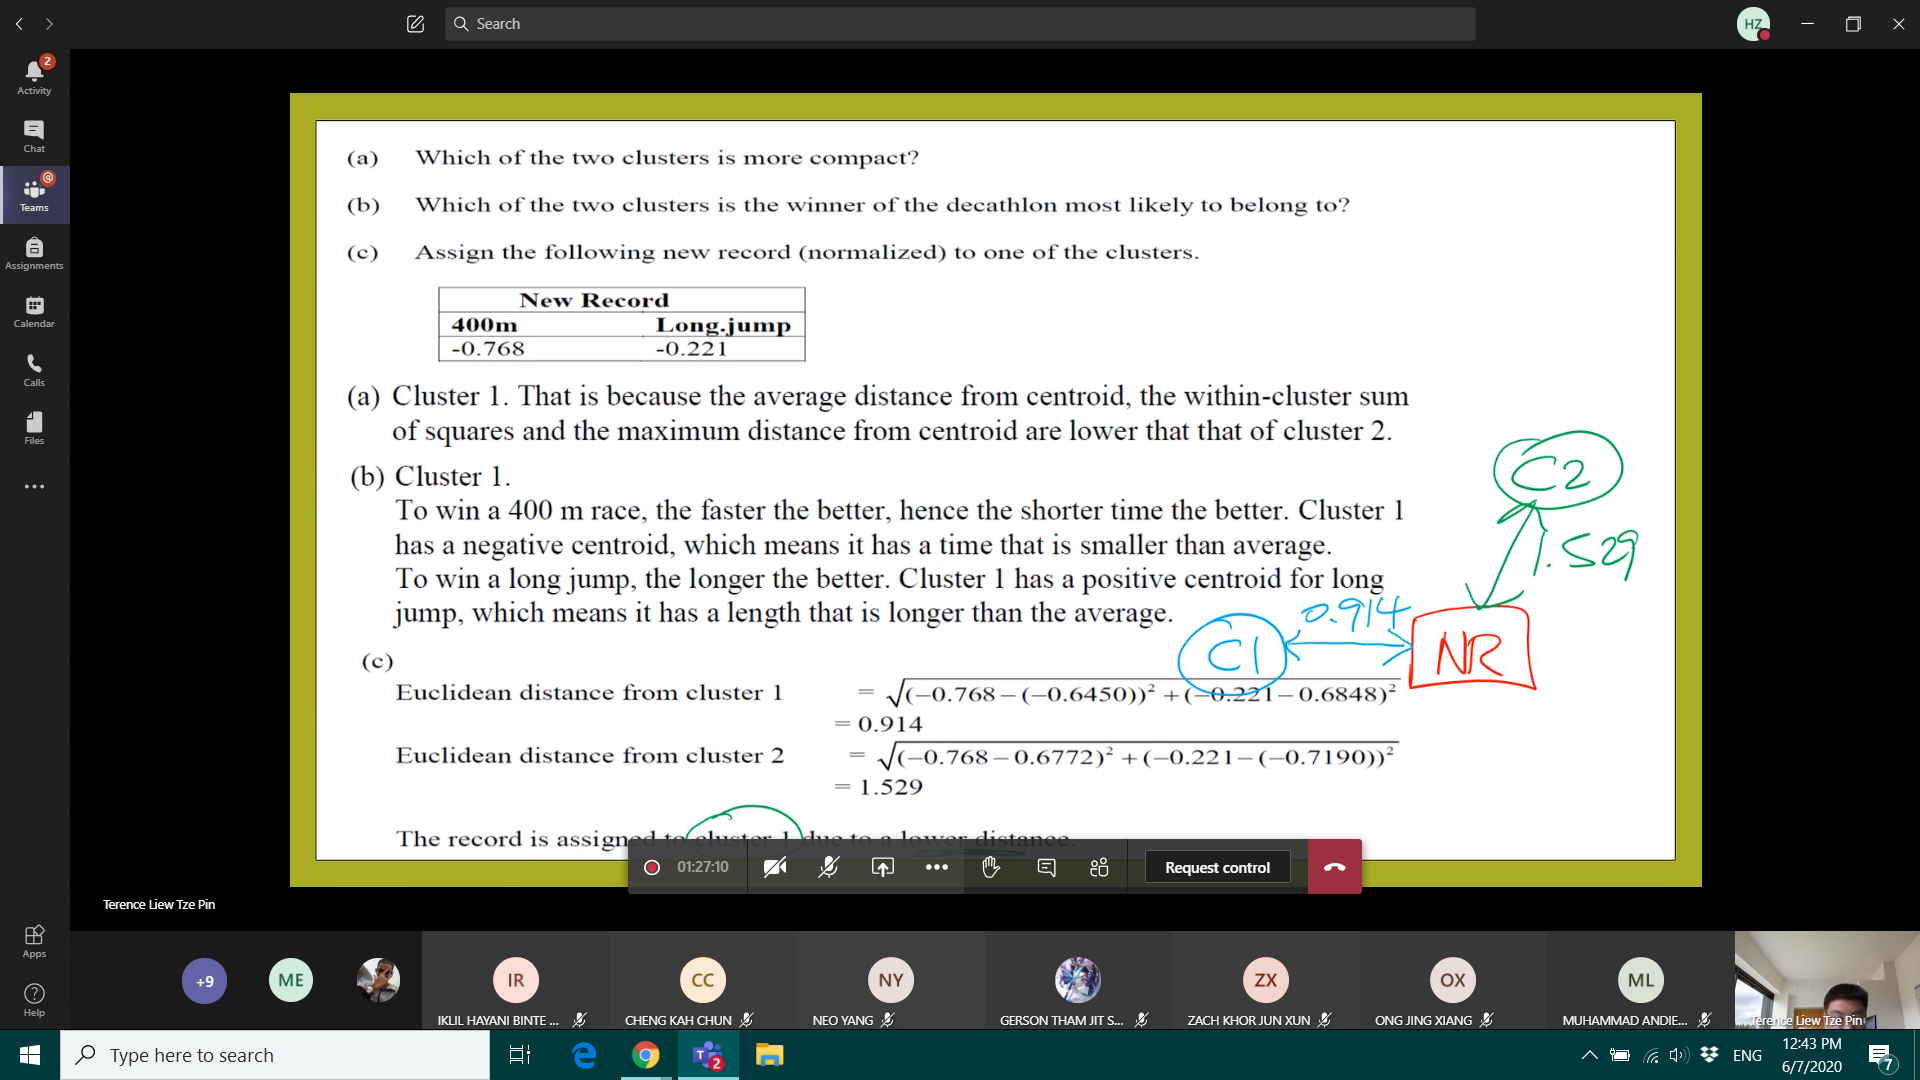 Search
HZ
2
Activity
Chat
@
Teams
Assignments
Calendar
Calls
Files
Apps
Help
(a) Which of the two clusters is more compact?
(b) Which of the two clusters is the winner of the decathlon most likely to belong to?
(c) Assign the following new record (normalized) to one of the clusters.
New Record
400m Long.jump
-0.768 -0.221
(a) Cluster 1. That is because the average distance from centroid, the within-cluster sum
of squares and the maximum distance from centroid are lower that that of cluster 2.
(b) Cluster 1.
To win a 400 m race, the faster the better, hence the shorter time the better. Cluster 1
has a negative centroid, which means it has a time that is smaller than average.
To win a long jump, the longer the better. Cluster 1 has a positive centroid for long
jump, which means it has a length that is longer than the average.
C2
1.529
0.914
C1
NR
(c)
Euclidean distance from cluster 1 = √(−0.768 − (−0.6450))² + (−0.221 − 0.6848)²
= 0.914
Euclidean distance from cluster 2 = √(−0.768 − 0.6772)² + (−0.221 − (−0.7190))²
= 1.529
The record is assigned to cluster 1 due to a lower distance.
01:27:10
Request control
Terence Liew Tze Pin
+9
ME
IR
CC
NY
ZX
OX
ML
IKLIL HAYANI BINTE ...
CHENG KAH CHUN
NEO YANG
GERSON THAM JIT S...
ZACH KHOR JUN XUN
ONG JING XIANG
MUHAMMAD ANDIE...
Terence Liew Tze Pin
Type here to search
2
ENG
12:43 PM
6/7/2020
7